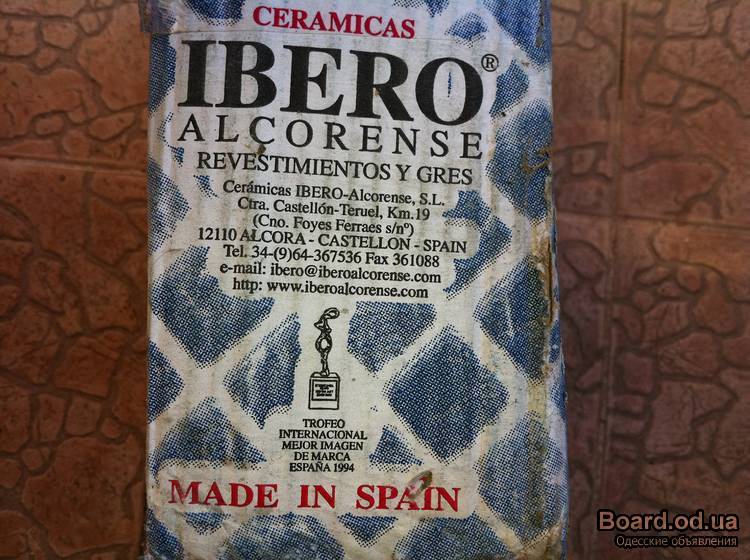 CERAMICAS
IBERO®
ALCORENSE
REVESTIMIENTOS Y GRES
Cerámicas IBERO-Alcorense, S.L.
Ctra. Castellón-Teruel, Km.19
(Cno. Foyes Ferraes s/nº)
12110 ALCORA - CASTELLON - SPAIN
Tel. 34-(9)64-367536 Fax 361088
e-mail: ibero@iberoalcorense.com
http: www.iberoalcorense.com
TROFEO
INTERNACIONAL
MEJOR IMAGEN
DE MARCA
ESPAÑA 1994
MADE IN SPAIN
Board.od.ua
Одесские объявления